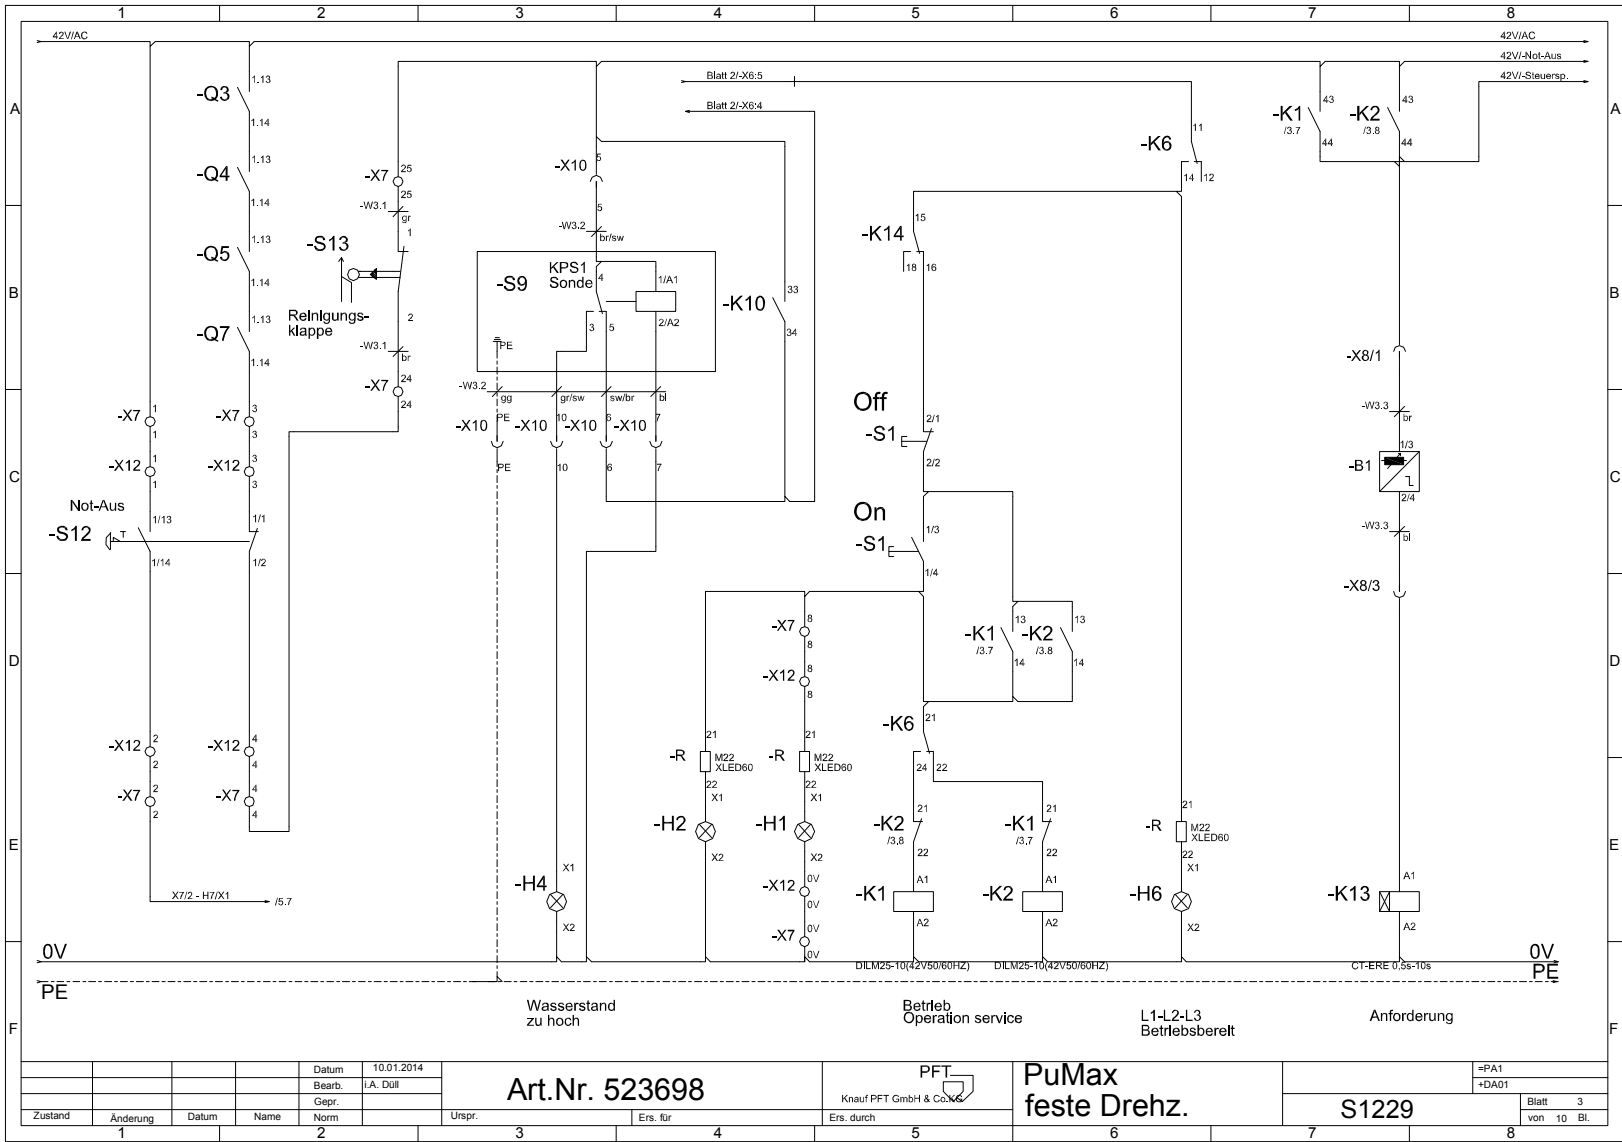 1 2 3 4 5 6 7 8
42V/AC 42V/AC
42V/-Not-Aus
42V/-Steuersp.
Blatt 2/-X6:5
Blatt 2/-X6:4
A A
-Q3 1.13
1.14
-Q4 1.13
1.14
-Q5 1.13
1.14
-Q7 1.13
1.14
-X7 25
25
-W3.1 gr
1
-S13
Reinigungs-
klappe
2
-W3.1 br
-X7 24
24
-X10 5
5
-W3.2 br/sw
-S9 KPS1
Sonde
4 1/A1
2/A2
3 5
PE
-K10 33
34
-W3.2 gg gr/sw sw/br bl
-X10 PE -X10 10 -X10 6 -X10 7
PE 10 6 7
-K6 11
14 12
-K14 15
18 16
-K1 43
/3.7 44
-K2 43
/3.8 44
B B
-X8/1
-W3.3 br
1/3
-B1
2/4
-W3.3 bl
-X8/3
C C
-X7 1
1
-X7 3
3
-X12 1
1
-X12 3
3
Not-Aus
-S12 T
1/13 1/1
1/14 1/2
Off
-S1 2/1
2/2
On
-S1 1/3
1/4
D D
-X7 8
8
-X12 8
8
-K1 13
/3.7 14
-K2 13
/3.8 14
-K6 21
24 22
-X12 2
2
-X12 4
4
-X7 2
2
-X7 4
4
-R 21
M22
XLED60
22
X1
-H2
X2
-R 21
M22
XLED60
22
X1
-H1
X2
-X12 0V
0V
-X7 0V
0V
-K2 21
/3.8 22
-K1 21
/3.7 22
-K1 A1
A2
-K2 A1
A2
-R 21
M22
XLED60
22
X1
-H6
X2
-K13 A1
A2
E E
X7/2 - H7/X1 /5.7
-H4 X1
X2
0V 0V
DILM25-10(42V50/60HZ) DILM25-10(42V50/60HZ) CT-ERE 0,5s-10s
PE PE
Wasserstand
zu hoch
Betrieb
Operation service
L1-L2-L3
Betriebsbereit
Anforderung
F F
Datum 10.01.2014
Bearb. i.A. Düll
Gepr.
Zustand Änderung Datum Name Norm
Art.Nr. 523698
Urspr. Ers. für Ers. durch
PFT
Knauf PFT GmbH & Co.KG
PuMax
feste Drehz.
S1229
=PA1
+DA01
Blatt 3
von 10 Bl.
1 2 3 4 5 6 7 8